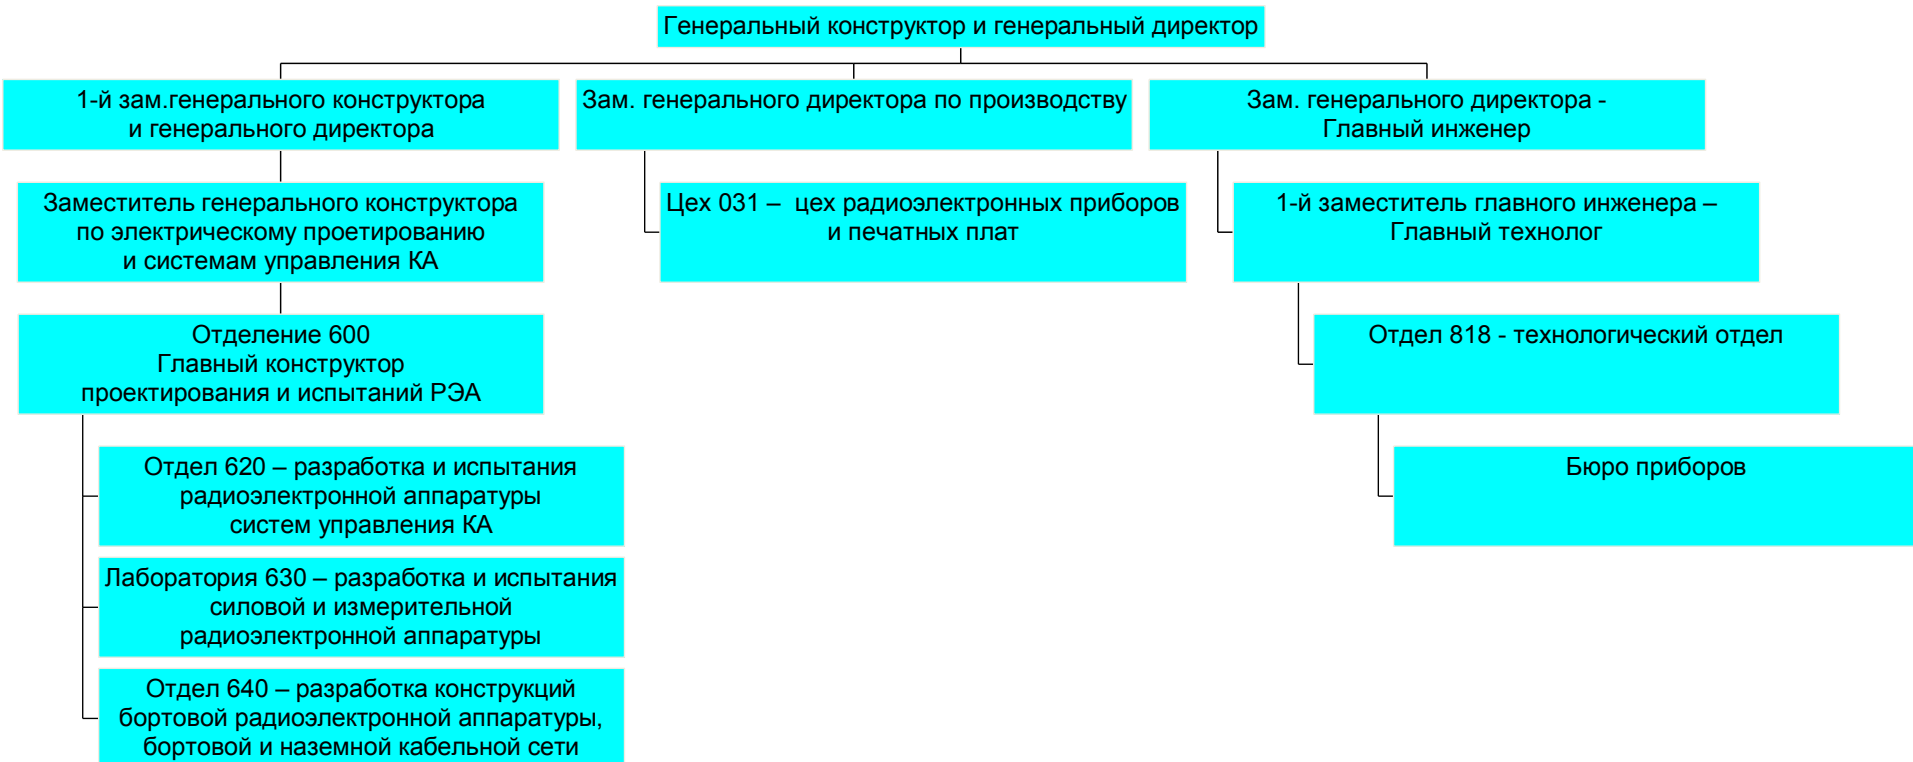 Генеральный конструктор и генеральный директор
1-й зам.генерального конструктора
и генерального директора
Зам. генерального директора по производству
Зам. генерального директора -
Главный инженер
Заместитель генерального конструктора
по электрическому проетированию
и системам управления КА
Цех 031 – цех радиоэлектронных приборов
и печатных плат
1-й заместитель главного инженера –
Главный технолог
Отделение 600
Главный конструктор
проектирования и испытаний РЭА
Отдел 818 - технологический отдел
Отдел 620 – разработка и испытания
радиоэлектронной аппаратуры
систем управления КА
Бюро приборов
Лаборатория 630 – разработка и испытания
силовой и измерительной
радиоэлектронной аппаратуры
Отдел 640 – разработка конструкций
бортовой радиоэлектронной аппаратуры,
бортовой и наземной кабельной сети